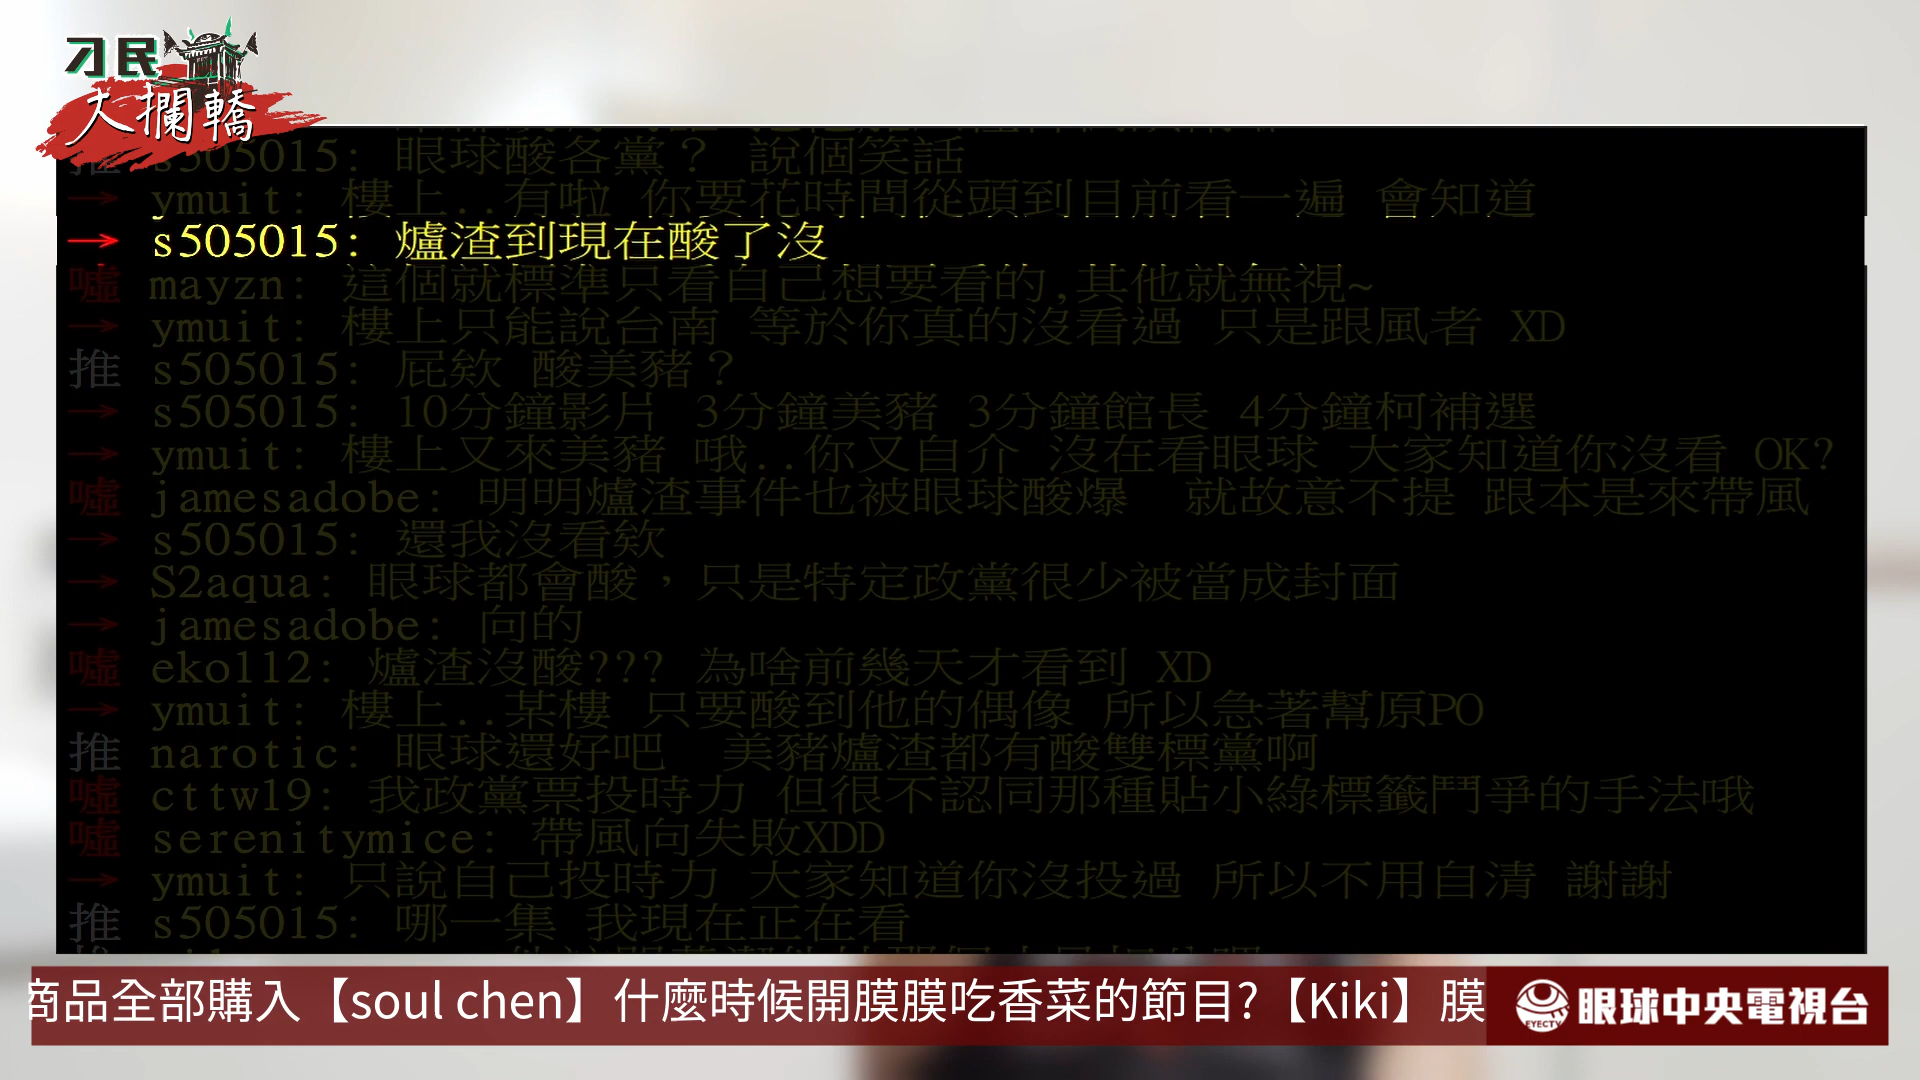 刁民
大攔轎
推 s505015: 眼球酸各黨？ 說個笑話
→ ymuit: 樓上..有啦 你要花時間從頭到目前看一遍 會知道
→ s505015: 爐渣到現在酸了沒
噓 mayzn: 這個就標準只看自己想要看的,其他就無視~
→ ymuit: 樓上只能說台南 等於你真的沒看過 只是跟風者 XD
推 s505015: 屁欸 酸美豬？
→ s505015: 10分鐘影片 3分鐘美豬 3分鐘館長 4分鐘柯補選
→ ymuit: 樓上又來美豬 哦..你又自介 沒在看眼球 大家知道你沒看 OK?
噓 jamesadobe: 明明爐渣事件也被眼球酸爆 就故意不提 跟本是來帶風
→ s505015: 還我沒看欸
→ S2aqua: 眼球都會酸，只是特定政黨很少被當成封面
→ jamesadobe: 向的
噓 eko112: 爐渣沒酸??? 為啥前幾天才看到 XD
→ ymuit: 樓上..某樓 只要酸到他的偶像 所以急著幫原PO
推 narotic: 眼球還好吧 美豬爐渣都有酸雙標黨啊
噓 cttw19: 我政黨票投時力 但很不認同那種貼小綠標籤鬥爭的手法哦
噓 serenitymice: 帶風向失敗XDD
→ ymuit: 只說自己投時力 大家知道你沒投過 所以不用自清 謝謝
推 s505015: 哪一集 我現在正在看
商品全部購入【soul chen】什麼時候開膜膜吃香菜的節目?【Kiki】膜
EYECTV 眼球中央電視台